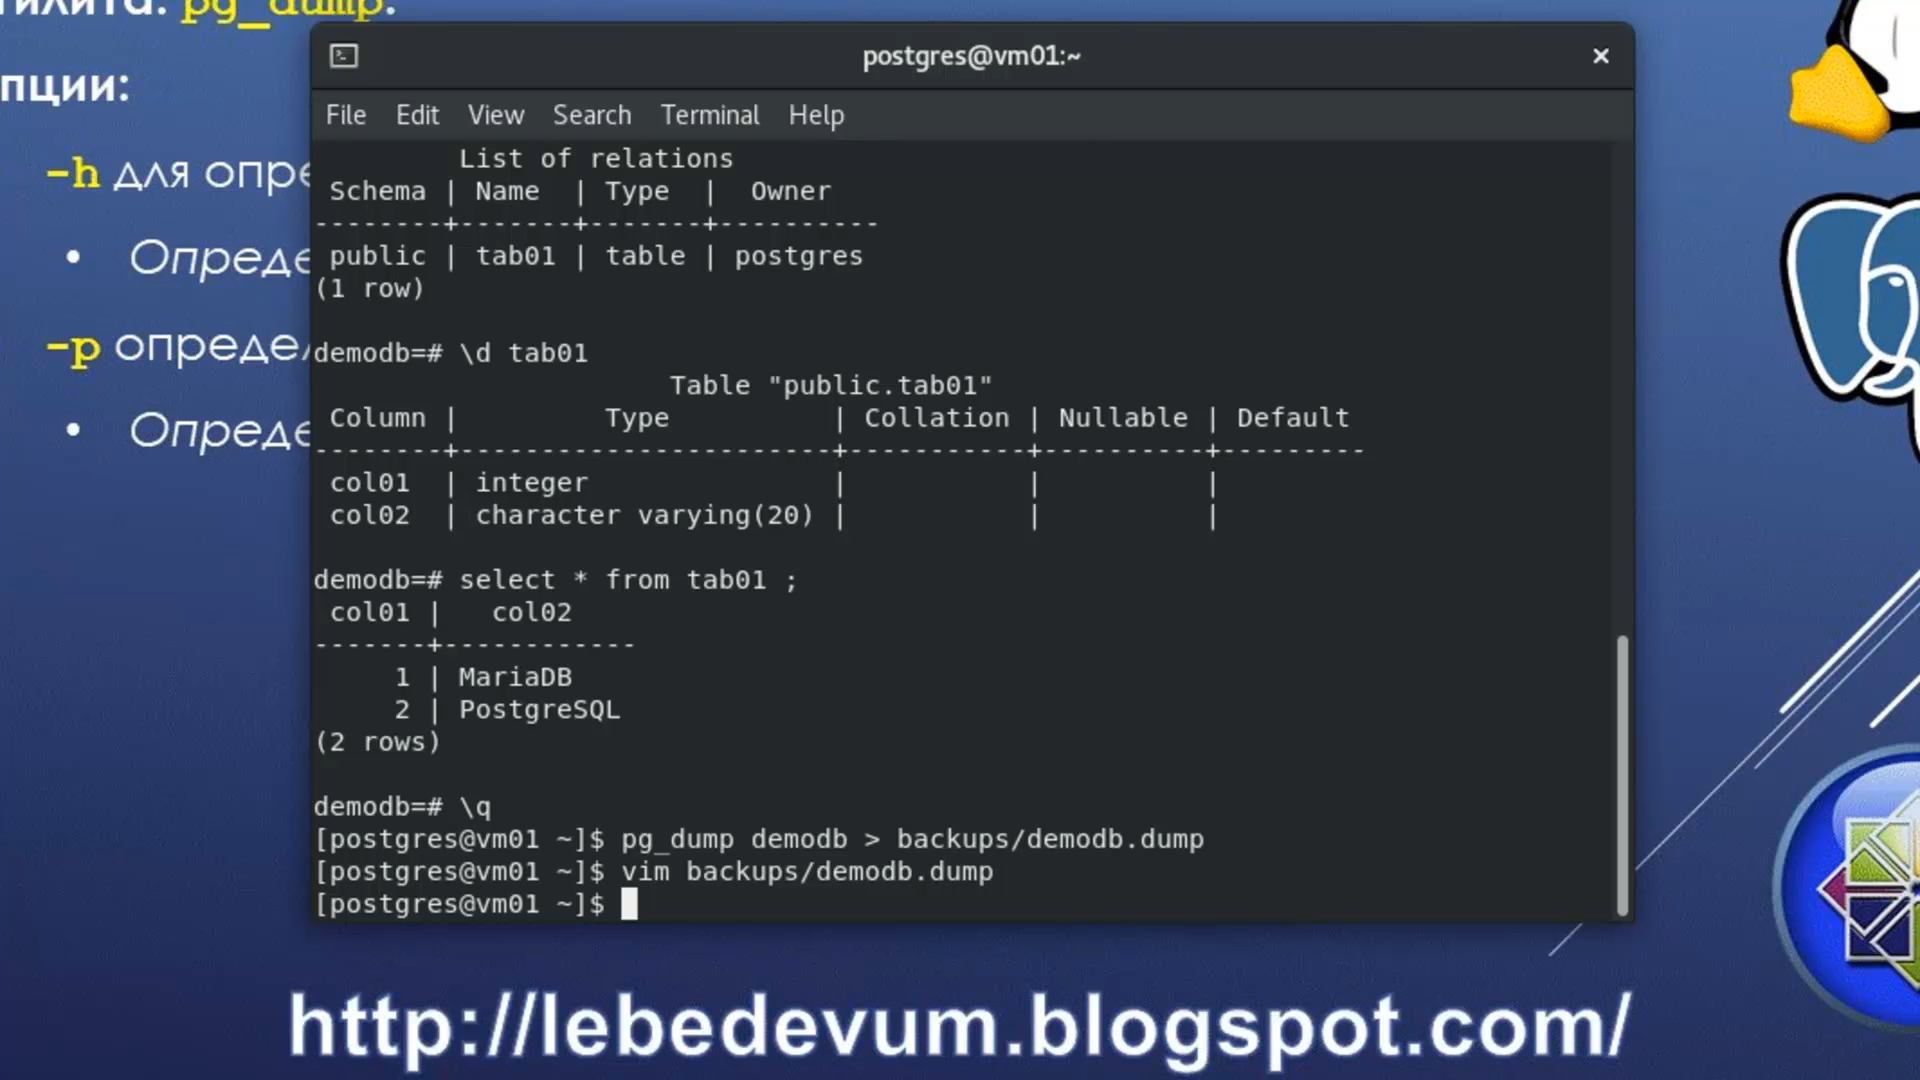 тилита: pg_dump.
пции:
-h для опре
• Опреде
-p определ
• Опреде
postgres@vm01:~
File Edit View Search Terminal Help
List of relations
Schema | Name | Type | Owner
--------+-------+-------+----------
public | tab01 | table | postgres
(1 row)
demodb=# \d tab01
Table "public.tab01"
Column | Type | Collation | Nullable | Default
--------+-----------------------+-----------+----------+---------
col01 | integer | | |
col02 | character varying(20) | | |
demodb=# select * from tab01 ;
col01 | col02
-------+------------
1 | MariaDB
2 | PostgreSQL
(2 rows)
demodb=# \q
[postgres@vm01 ~]$ pg_dump demodb > backups/demodb.dump
[postgres@vm01 ~]$ vim backups/demodb.dump
[postgres@vm01 ~]$
http://lebedevum.blogspot.com/